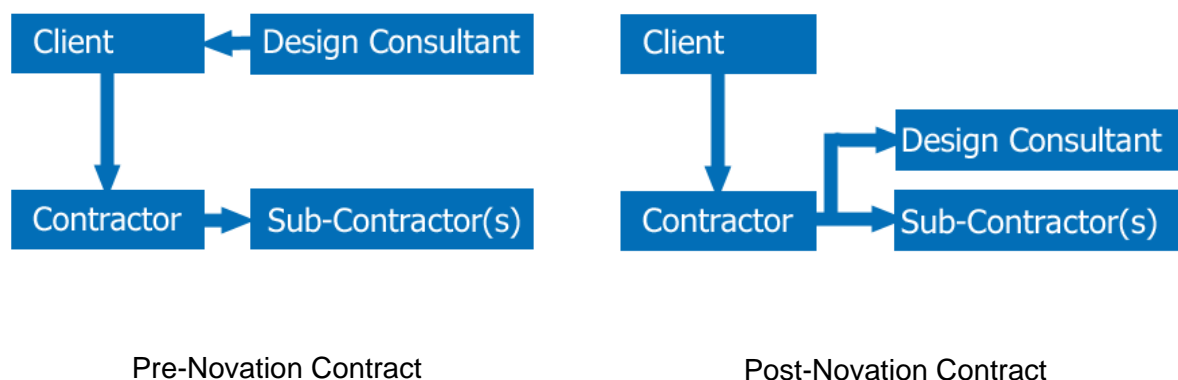 Client
Design Consultant
Contractor
Sub-Contractor(s)
Pre-Novation Contract
Client
Design Consultant
Contractor
Sub-Contractor(s)
Post-Novation Contract